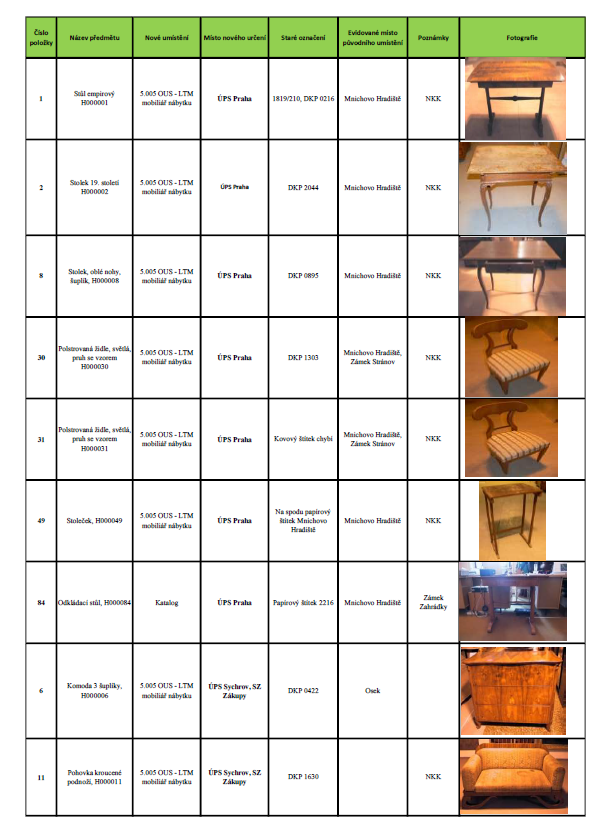 Číslo položky Název předmětu Nové umístění Místo nového určení Staré označení Evidované místo původního umístění Poznámky Fotografie
1 Stůl empirový H000001 5.005 OUS - LTM mobiliář nábytku ÚPS Praha 1819/210, DKP 0216 Mnichovo Hradiště NKK
2 Stolek 19. století H000002 5.005 OUS - LTM mobiliář nábytku ÚPS Praha DKP 2044 Mnichovo Hradiště NKK
8 Stolek, oblé nohy, šuplík, H000008 5.005 OUS - LTM mobiliář nábytku ÚPS Praha DKP 0895 Mnichovo Hradiště NKK
30 Polstrovaná židle, světlá, pruh se vzorem H000030 5.005 OUS - LTM mobiliář nábytku ÚPS Praha DKP 1303 Mnichovo Hradiště, Zámek Stránov NKK
31 Polstrovaná židle, světlá, pruh se vzorem H000031 5.005 OUS - LTM mobiliář nábytku ÚPS Praha Kovový štítek chybí Mnichovo Hradiště, Zámek Stránov NKK
49 Stoleček, H000049 5.005 OUS - LTM mobiliář nábytku ÚPS Praha Na spodu papírový štítek Mnichovo Hradiště Mnichovo Hradiště NKK
84 Odkládací stůl, H000084 Katalog ÚPS Praha Papírový štítek 2216 Mnichovo Hradiště Zámek Zahrádky
6 Komoda 3 šuplíky, H000006 5.005 OUS - LTM mobiliář nábytku ÚPS Sychrov, SZ Zákupy DKP 0422 Osek
11 Pohovka kroucené podnoží, H000011 5.005 OUS - LTM mobiliář nábytku ÚPS Sychrov, SZ Zákupy DKP 1630 NKK